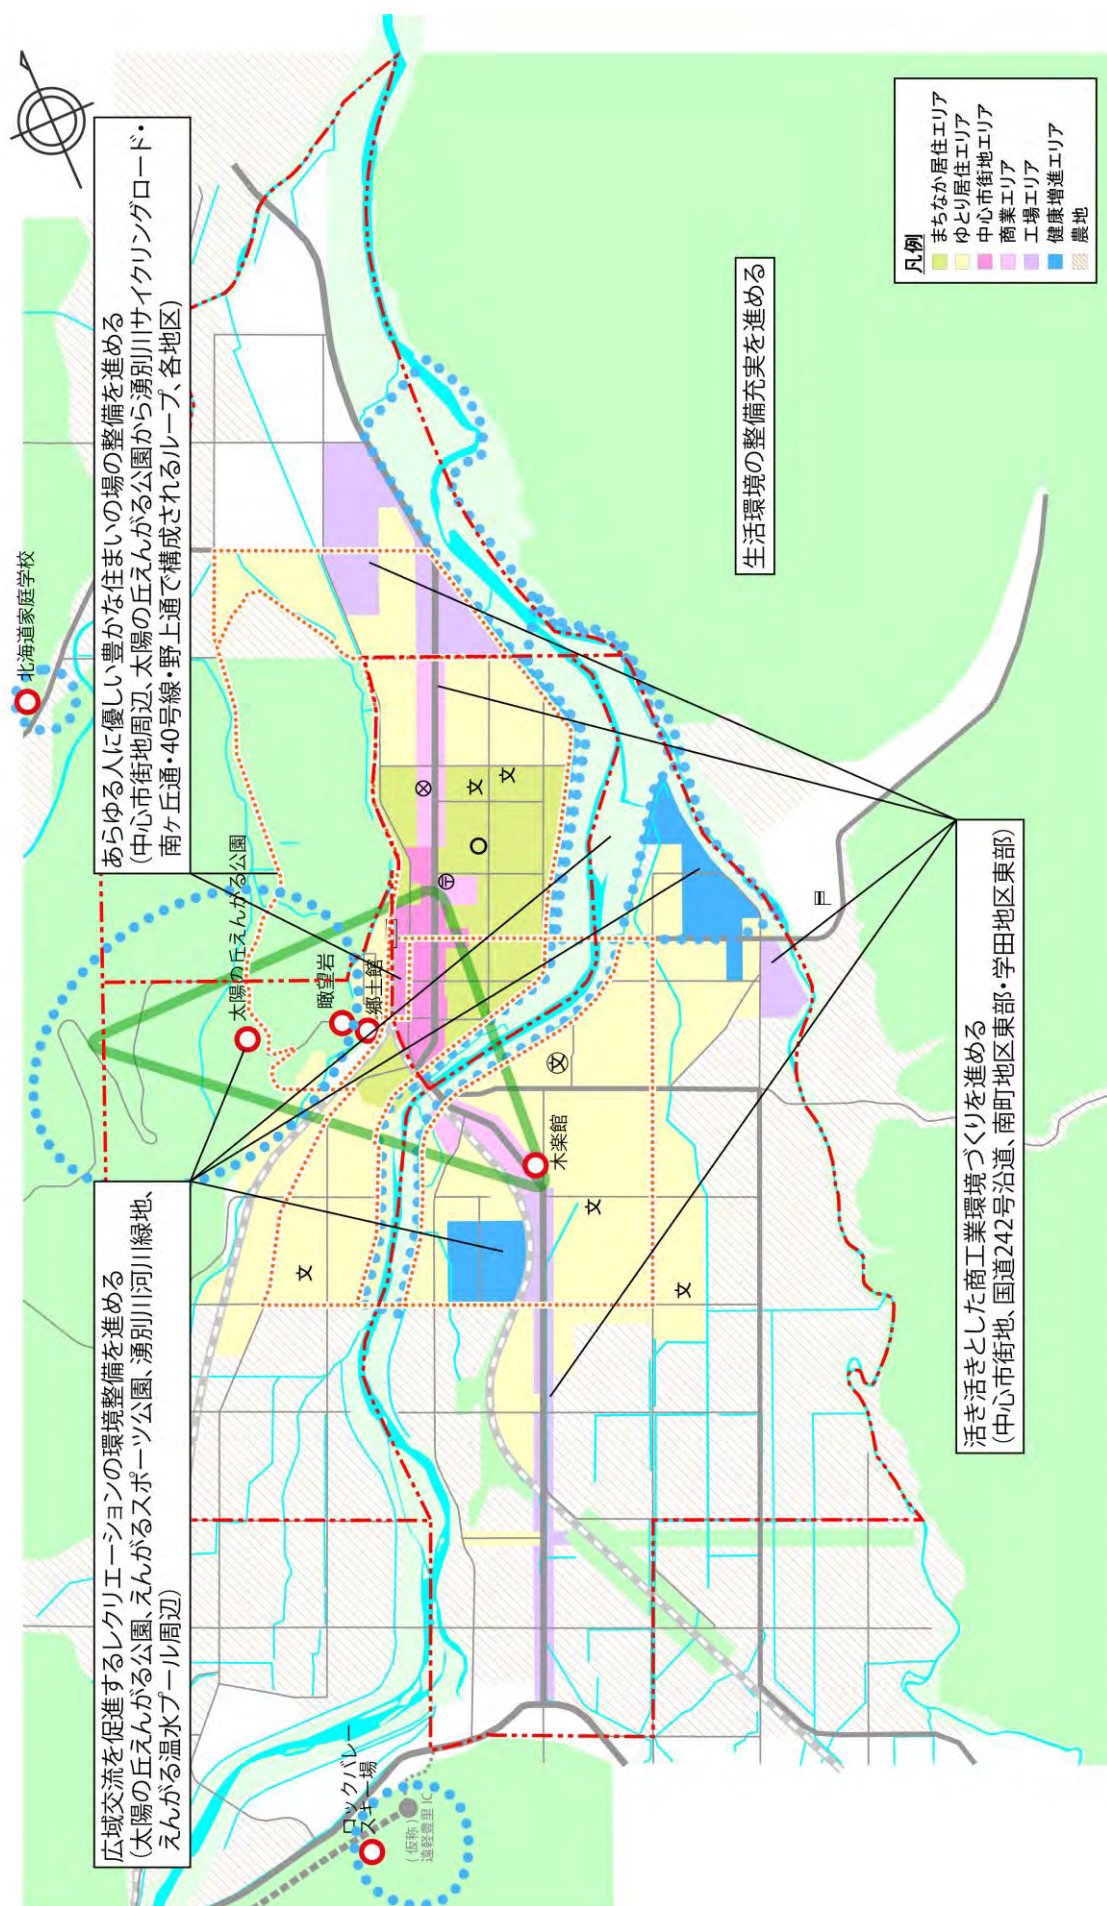 広域交流を促進するレクリエーションの環境整備を進める
(太陽の丘えんがる公園、えんがるスポーツ公園、湧別川河川緑地、
えんがる温水プール周辺)
あらゆる人に優しい豊かな住まいの場の整備を進める
(中心市街地周辺、太陽の丘えんがる公園から湧別川サイクリングロード・
南ヶ丘通・40号線・野上通で構成されるループ、各地区)
北海道家庭学校
太陽の丘えんがる公園
瞰望岩
郷土館
木楽館
ロックバレー
スキー場
(仮称)
遠軽豊里IC
文
文
文
文
文
文
生活環境の整備充実を進める
活き活きとした商工業環境づくりを進める
(中心市街地、国道242号沿道、南町地区東部・学田地区東部)
凡例
まちなか居住エリア
ゆとり居住エリア
中心市街地エリア
商業エリア
工場エリア
健康増進エリア
農地